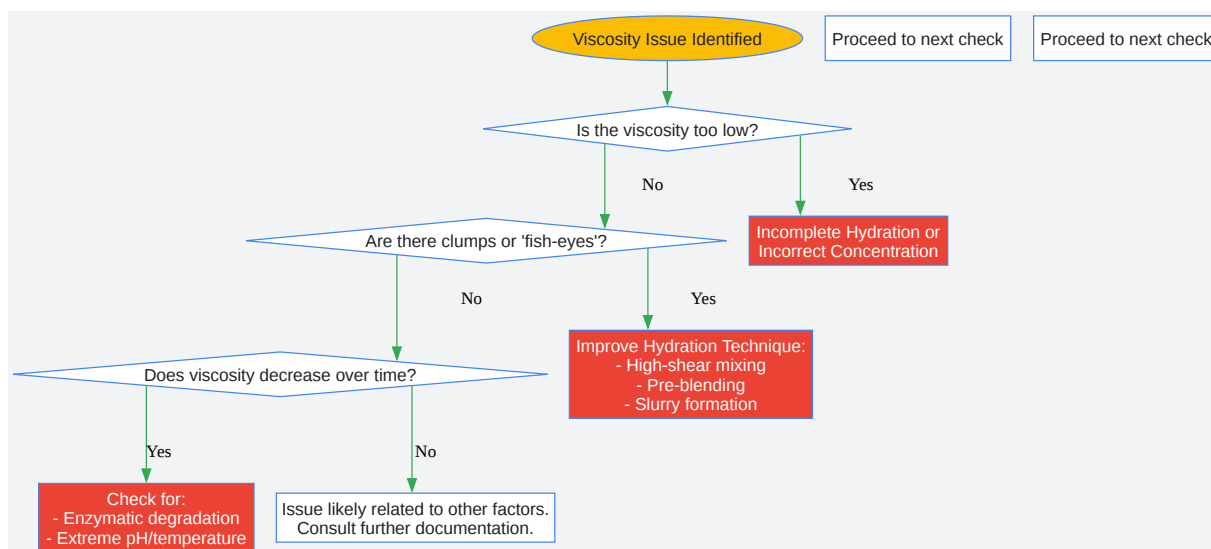 Viscosity Issue Identified
Proceed to next check
Proceed to next check
Is the viscosity too low?
No
Yes
Incomplete Hydration or
Incorrect Concentration
Are there clumps or 'fish-eyes'?
No
Yes
Improve Hydration Technique:
- High-shear mixing
- Pre-blending
- Slurry formation
Does viscosity decrease over time?
Yes
No
Check for:
- Enzymatic degradation
- Extreme pH/temperature
Issue likely related to other factors.
Consult further documentation.